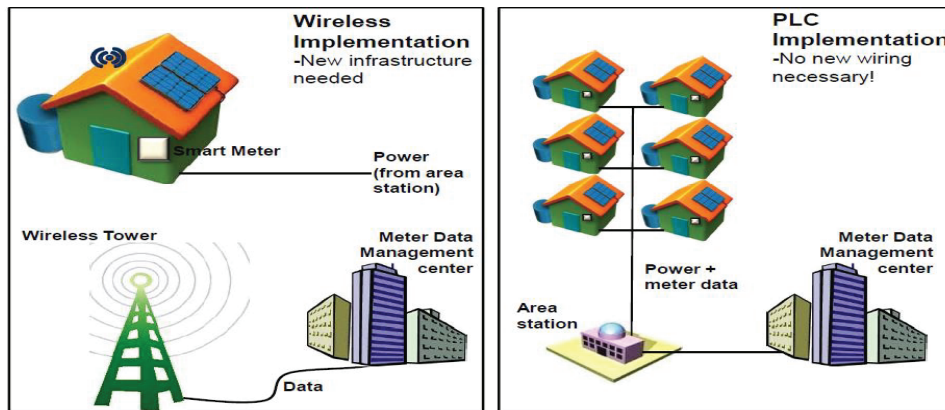 Wireless
Implementation
-New infrastructure
needed
Smart Meter
Power
(from area
station)
Wireless Tower
Meter Data
Management
center
Data
PLC
Implementation
-No new wiring
necessary!
Power +
meter data
Meter Data
Management
center
Area
station